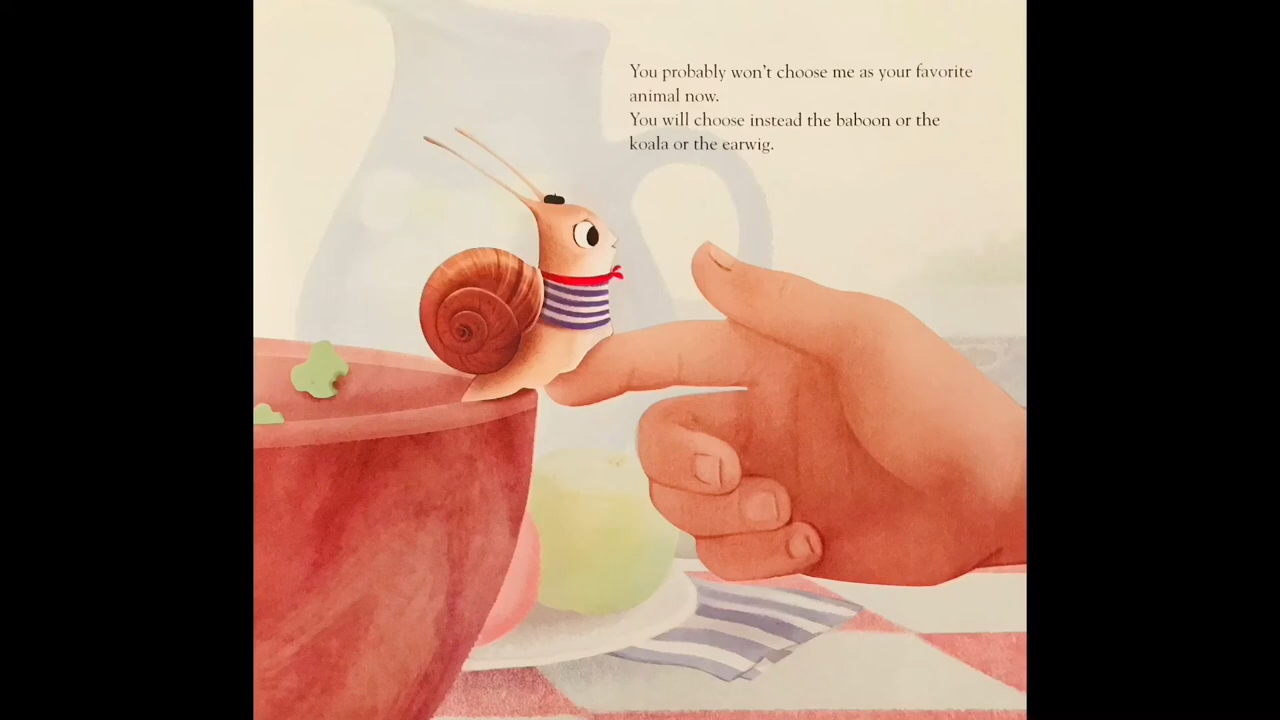 You probably won't choose me as your favorite
animal now.
You will choose instead the baboon or the
koala or the earwig.